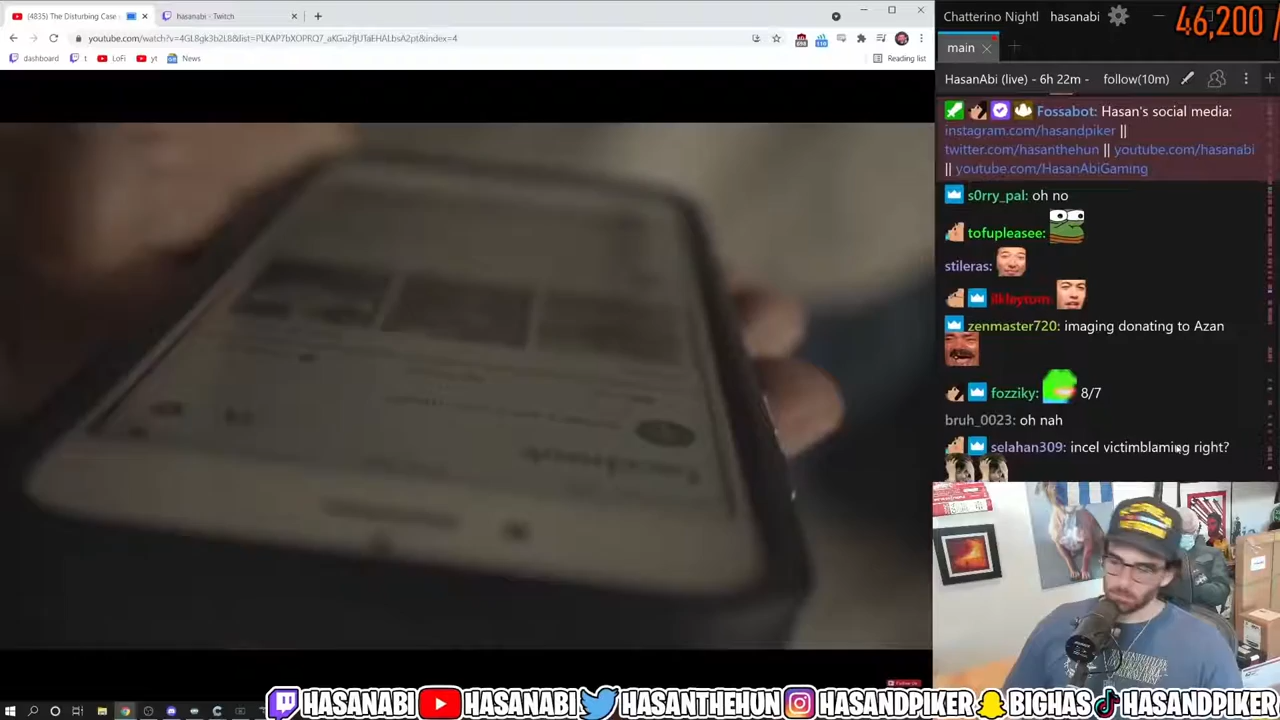 (4835) The Disturbing Case
hasanabi - Twitch
youtube.com/watch?v=4GL8gk3b2L8&list=PLKAP7bXOPRQ7_aKGu2fjUTaEHALbsA2pt&index=4
dashboard
t
LoFi
yt
News
Reading list
Chatterino Nightl
hasanabi
46,200 /
main
HasanAbi (live) - 6h 22m -
follow(10m)
Fossabot: Hasan's social media:
instagram.com/hasandpiker ||
twitter.com/hasanthehun || youtube.com/hasanabi
|| youtube.com/HasanAbiGaming
s0rry_pal: oh no
tofupleasee:
stileras:
zenmaster720: imaging donating to Azan
fozziky: 8/7
bruh_0023: oh nah
selahan309: incel victimblaming right?
HASANABI
HASANABI
HASANTHEHUN
HASANDPIKER
BIGHAS
HASANDPIKER